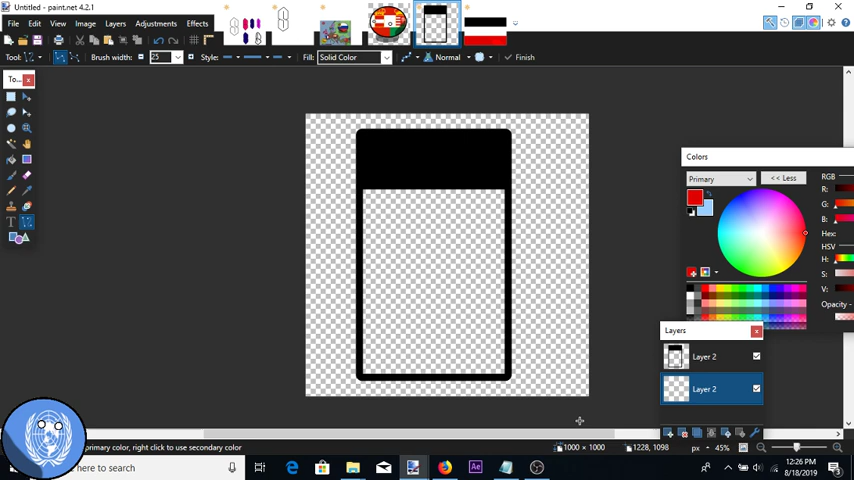 Untitled - paint.net 4.2.1
File Edit View Image Layers Adjustments Effects
Tool: Brush width: 25 Style: Fill: Solid Color Normal Finish
To...
Colors
Primary << Less RGB
R:
G:
B:
Hex:
HSV
H:
S:
V:
Opacity -
Layers
Layer 2
Layer 2
primary color, right click to use secondary color 1000 × 1000 1228, 1098 px 45%
here to search
Ae
12:26 PM
8/18/2019
3